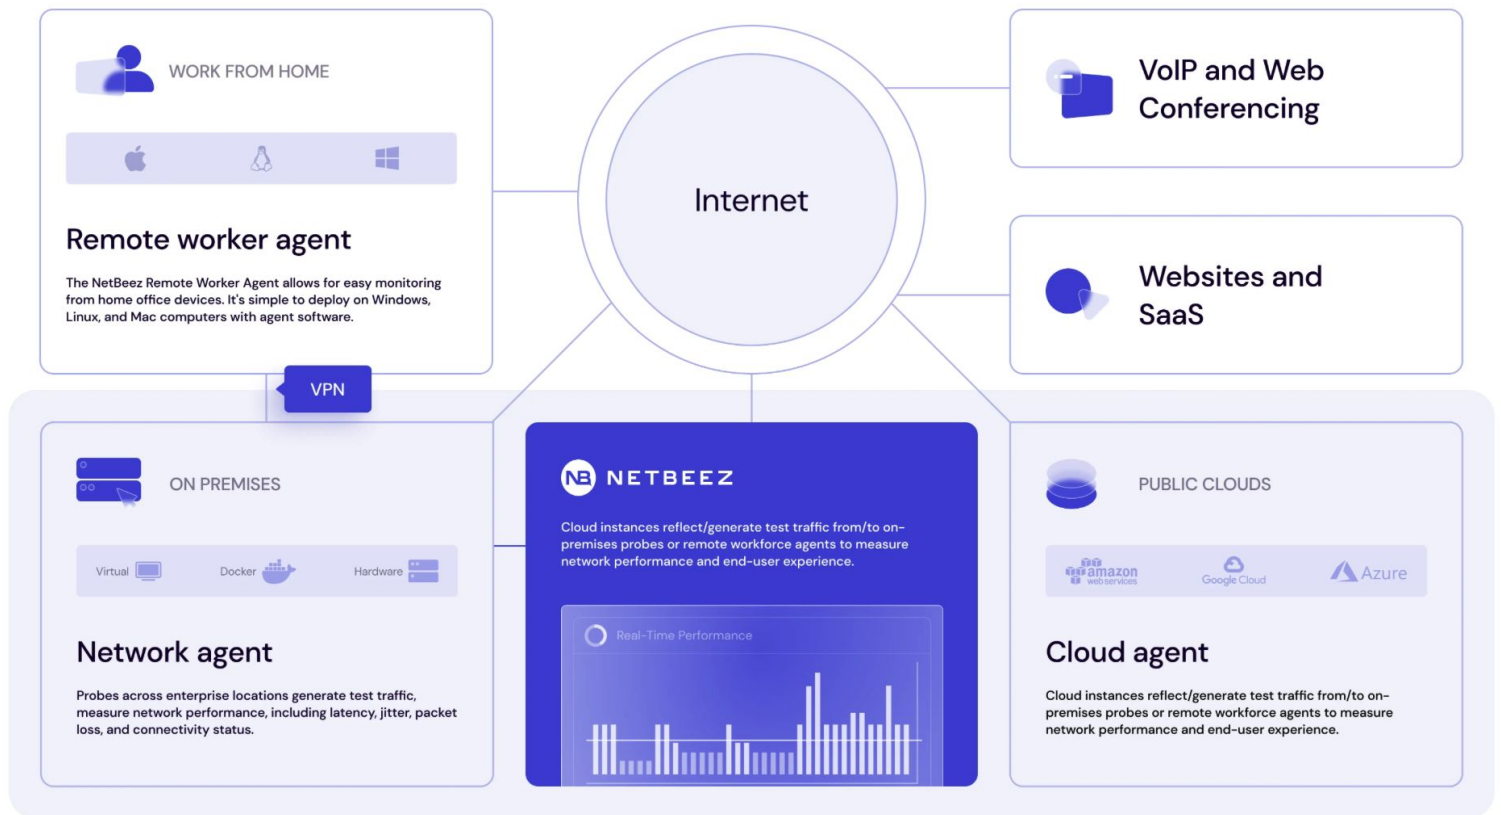 WORK FROM HOME
Remote worker agent
The NetBeez Remote Worker Agent allows for easy monitoring
from home office devices. It's simple to deploy on Windows,
Linux, and Mac computers with agent software.
Internet
VoIP and Web
Conferencing
Websites and
SaaS
VPN
ON PREMISES
Virtual
Docker
Hardware
Network agent
Probes across enterprise locations generate test traffic,
measure network performance, including latency, jitter, packet
loss, and connectivity status.
NB NETBEEZ
Cloud instances reflect/generate test traffic from/to on-
premises probes or remote workforce agents to measure
network performance and end-user experience.
Real-Time Performance
PUBLIC CLOUDS
amazon
webservices
Google Cloud
Azure
Cloud agent
Cloud instances reflect/generate test traffic from/to on-
premises probes or remote workforce agents to measure
network performance and end-user experience.